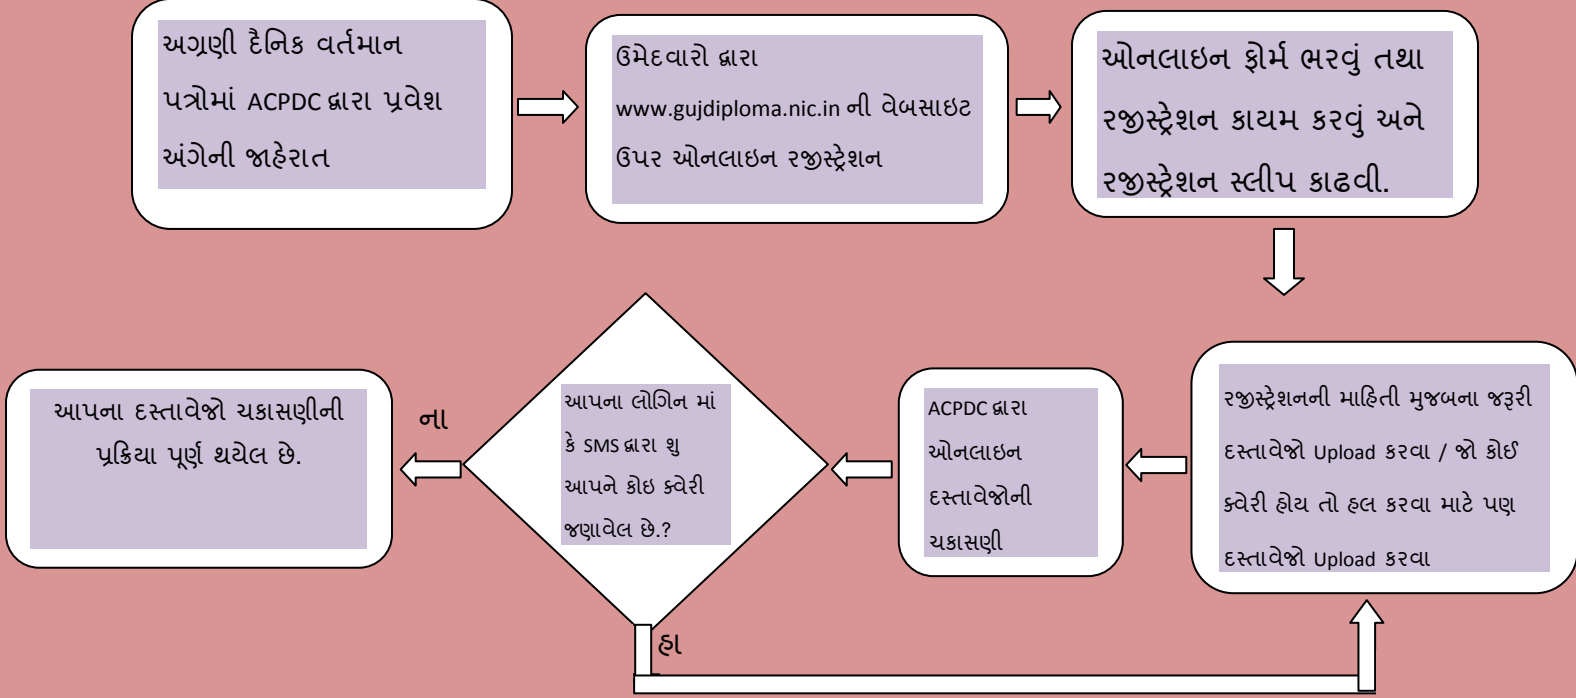 અગ્રણી દૈનિક વર્તમાન
પત્રોમાં ACPDC દ્વારા પ્રવેશ
અંગેની જાહેરાત
ઉમેદવારો દ્વારા
www.gujdiploma.nic.in ની વેબસાઇટ
ઉપર ઓનલાઇન રજીસ્ટ્રેશન
ઓનલાઇન ફોર્મ ભરવું તથા
રજીસ્ટ્રેશન કાયમ કરવું અને
રજીસ્ટ્રેશન સ્લીપ કાઢવી.
રજીસ્ટ્રેશનની માહિતી મુજબના જરૂરી
દસ્તાવેજો Upload કરવા / જો કોઈ
ક્વેરી હોય તો હલ કરવા માટે પણ
દસ્તાવેજો Upload કરવા
ACPDC દ્વારા
ઓનલાઇન
દસ્તાવેજોની
ચકાસણી
આપના લોગિન માં
કે SMS દ્વારા શુ
આપને કોઇ ક્વેરી
જણાવેલ છે.?
ના
આપના દસ્તાવેજો ચકાસણીની
પ્રક્રિયા પૂર્ણ થયેલ છે.
હા